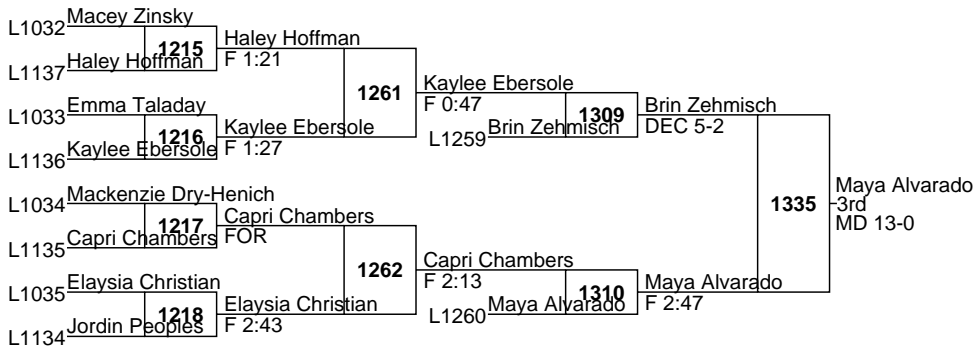 L1032 Macey Zinsky
1215
L1137 Haley Hoffman
Haley Hoffman
F 1:21
L1033 Emma Taladay
1216
L1136 Kaylee Ebersole
Kaylee Ebersole
F 1:27
1261
Kaylee Ebersole
F 0:47
L1034 Mackenzie Dry-Henich
1217
L1135 Capri Chambers
Capri Chambers
FOR
L1035 Elaysia Christian
1218
L1134 Jordin Peoples
Elaysia Christian
F 2:43
1262
Capri Chambers
F 2:13
1309
L1259 Brin Zehmisch
Brin Zehmisch
DEC 5-2
1310
L1260 Maya Alvarado
Maya Alvarado
F 2:47
1335
Maya Alvarado
3rd
MD 13-0